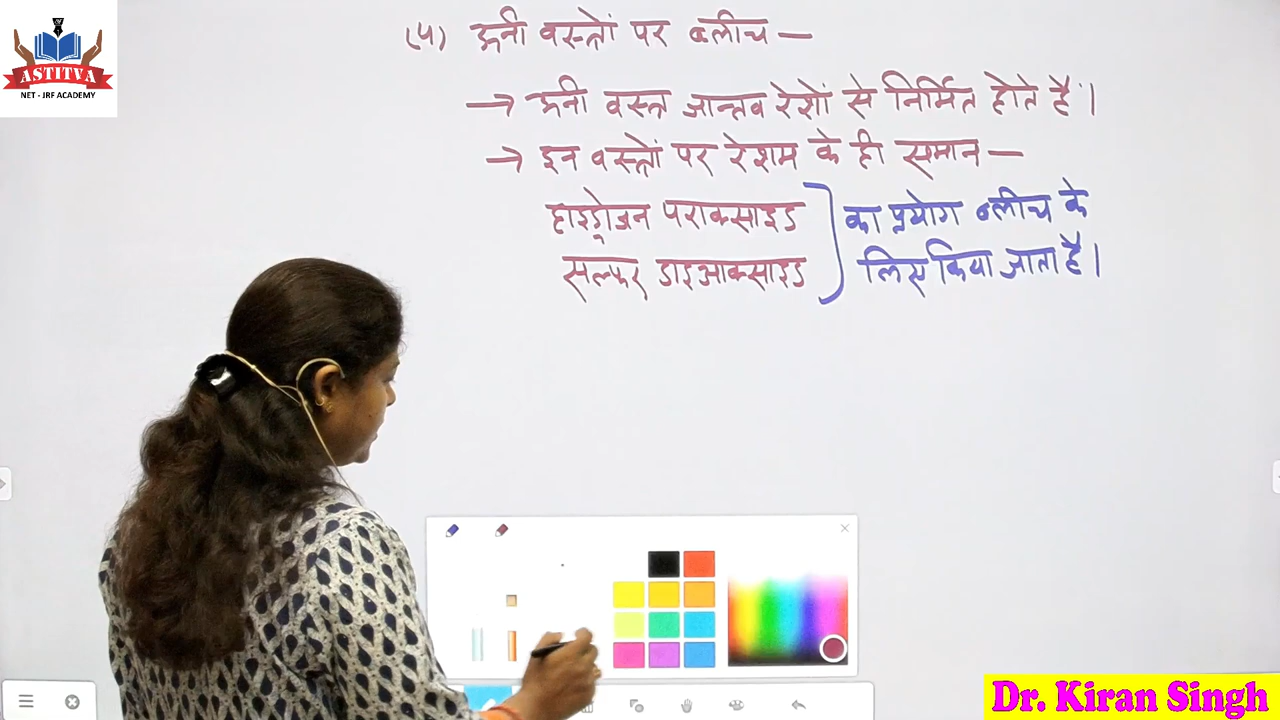 ASTITVA
NET - JRF ACADEMY
(५) ऊनी वस्त्रों पर ब्लीच —
→ ऊनी वस्त्र जान्तव रेशों से निर्मित होते हैं।
→ इन वस्त्रों पर रेशम के ही समान —
हाइड्रोजन पराक्साइड } का प्रयोग ब्लीच के
सल्फर डाइआक्साइड लिए किया जाता है।
Dr. Kiran Singh